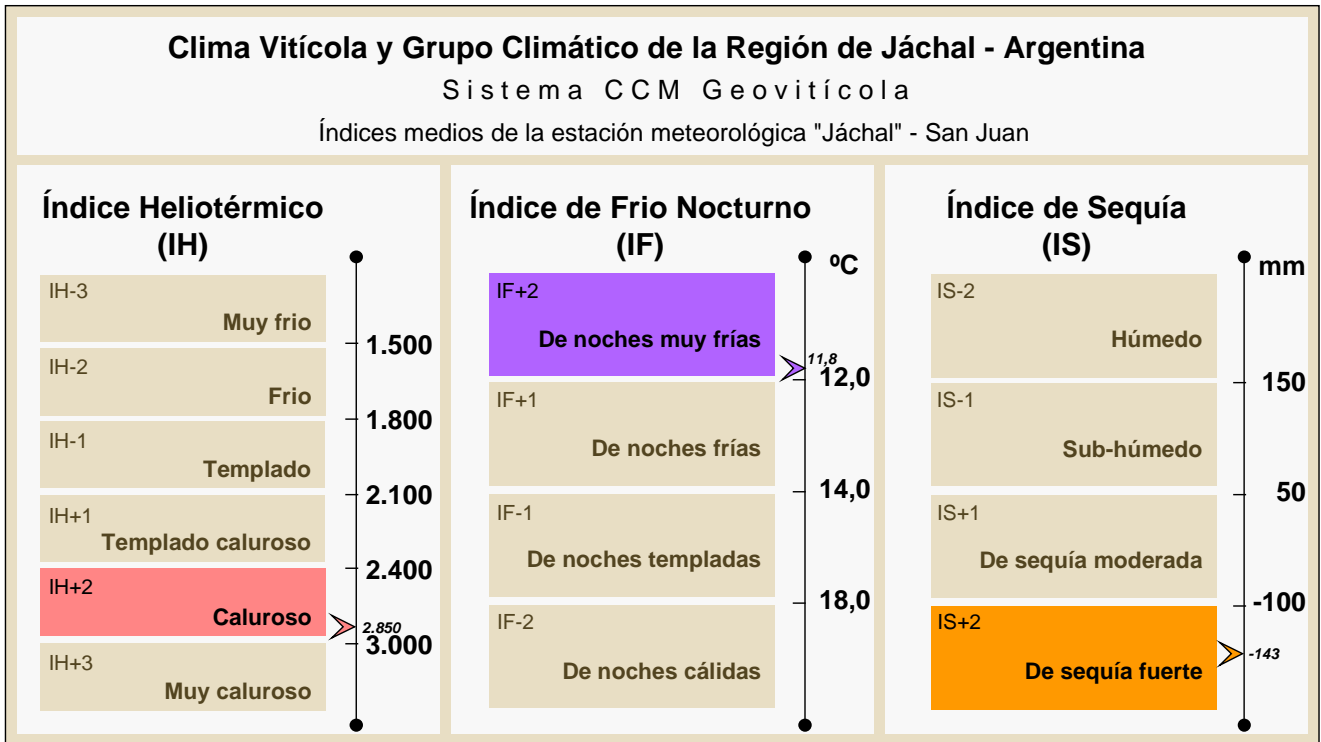 Clima Vitícola y Grupo Climático de la Región de Jáchal - Argentina
Sistema CCM Geovitícola
Índices medios de la estación meteorológica "Jáchal" - San Juan
Índice Heliotérmico
(IH)
IH-3
Muy frio
1.500
IH-2
Frio
1.800
IH-1
Templado
2.100
IH+1
Templado caluroso
2.400
IH+2
Caluroso
2.850
3.000
IH+3
Muy caluroso
Índice de Frio Nocturno
(IF)
ºC
IF+2
De noches muy frías
11,8
12,0
IF+1
De noches frías
14,0
IF-1
De noches templadas
18,0
IF-2
De noches cálidas
Índice de Sequía
(IS)
mm
IS-2
Húmedo
150
IS-1
Sub-húmedo
50
IS+1
De sequía moderada
-100
IS+2
De sequía fuerte
-143